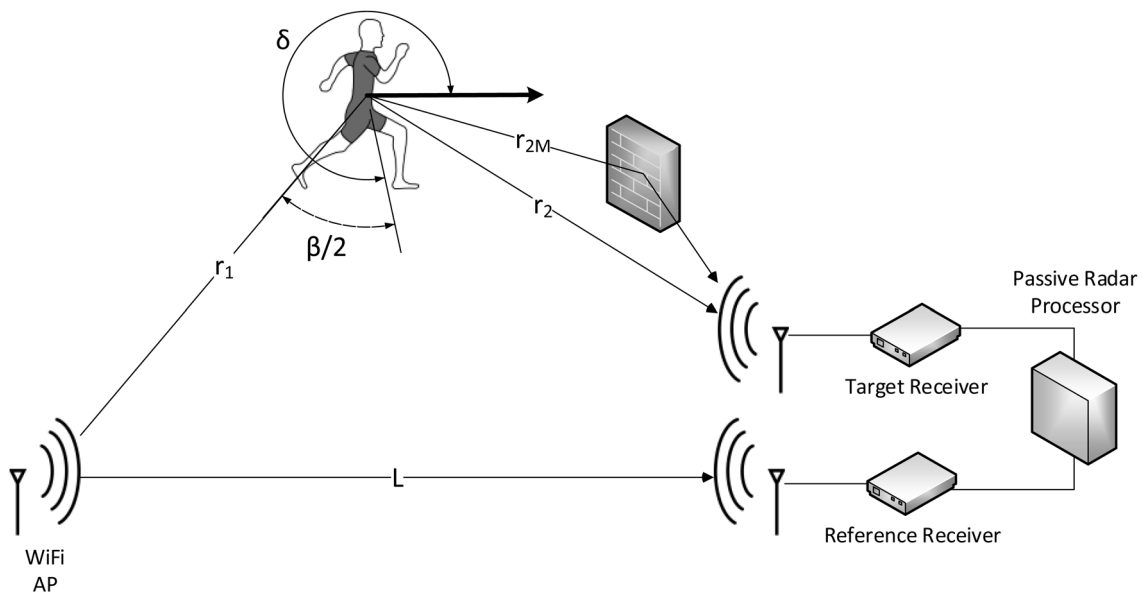 δ
r2M
r2
β/2
r1
Passive Radar
Processor
Target Receiver
L
Reference Receiver
WiFi
AP